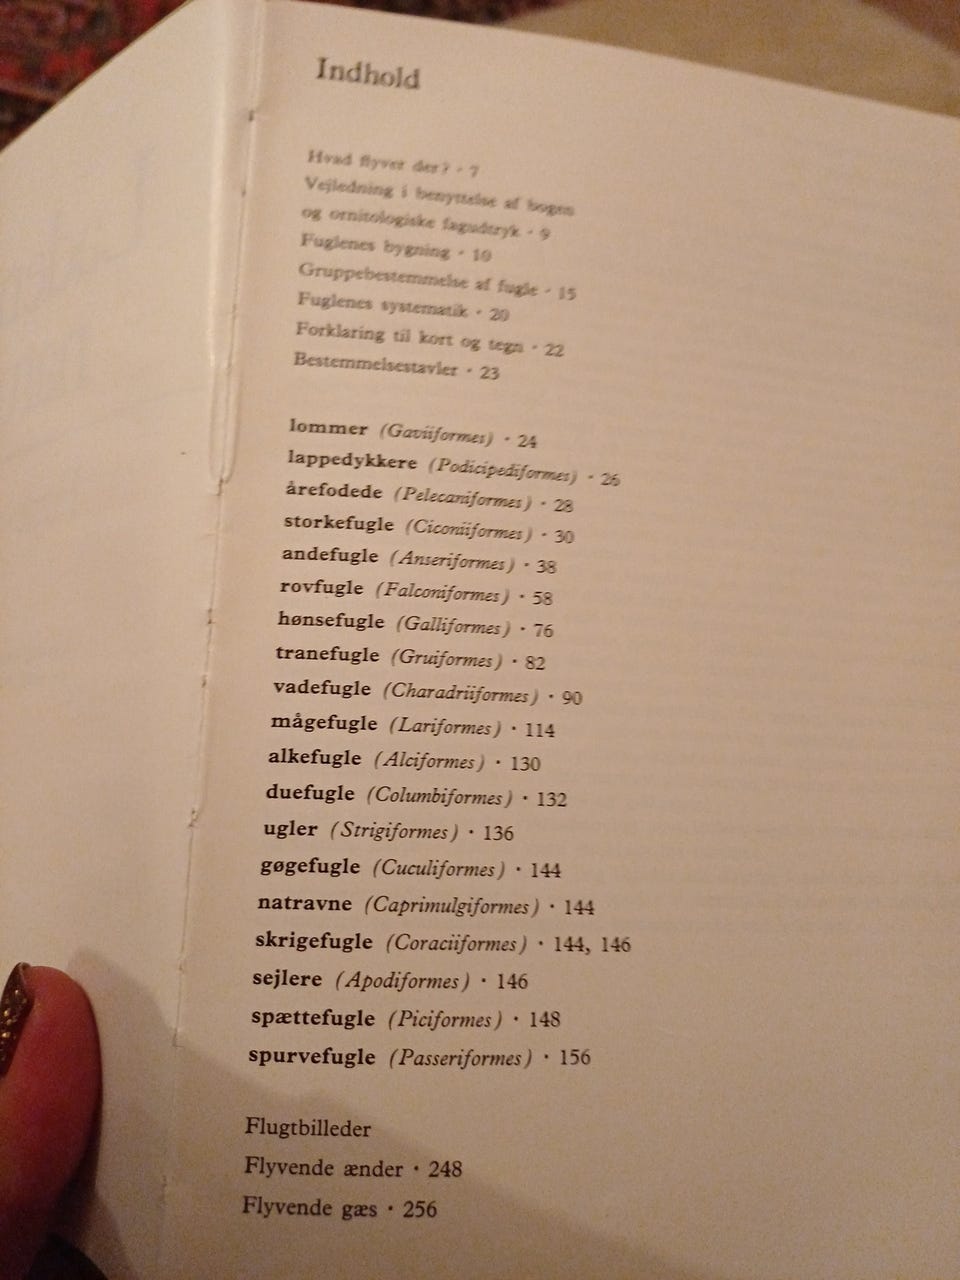 Indhold
Hvad flyver der? · 7
Vejledning i benyttelse af bogen
og ornitologiske fagudtryk · 9
Fuglenes bygning · 10
Gruppebestemmelse af fugle · 15
Fuglenes systematik · 20
Forklaring til kort og tegn · 22
Bestemmelsestavler · 23
lommer (Gaviiformes) · 24
lappedykkere (Podicipediformes) · 26
årefodede (Pelecaniformes) · 28
storkefugle (Ciconiiformes) · 30
andefugle (Anseriformes) · 38
rovfugle (Falconiformes) · 58
hønsefugle (Galliformes) · 76
tranefugle (Gruiformes) · 82
vadefugle (Charadriiformes) · 90
mågefugle (Lariformes) · 114
alkefugle (Alciformes) · 130
duefugle (Columbiformes) · 132
ugler (Strigiformes) · 136
gøgefugle (Cuculiformes) · 144
natravne (Caprimulgiformes) · 144
skrigefugle (Coraciiformes) · 144, 146
sejlere (Apodiformes) · 146
spættefugle (Piciformes) · 148
spurvefugle (Passeriformes) · 156
Flugtbilleder
Flyvende ænder · 248
Flyvende gæs · 256